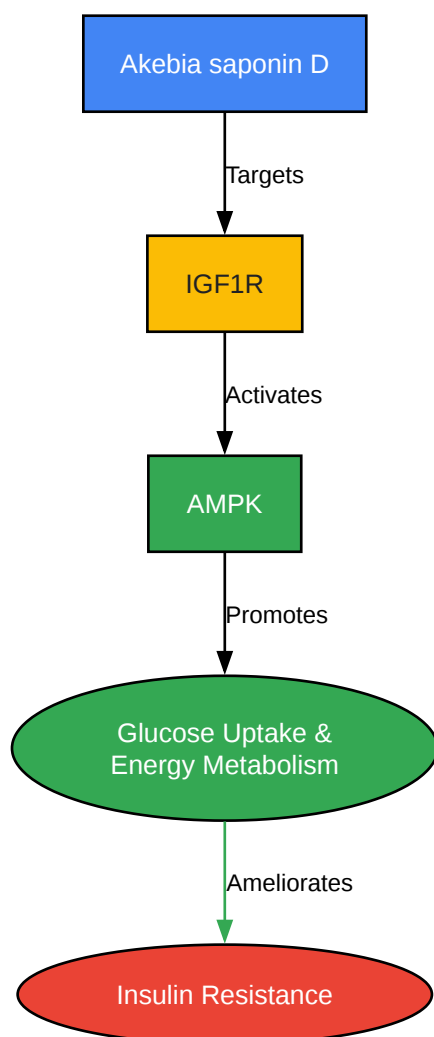 Akebia saponin D
Targets
IGF1R
Activates
AMPK
Promotes
Glucose Uptake &
Energy Metabolism
Ameliorates
Insulin Resistance